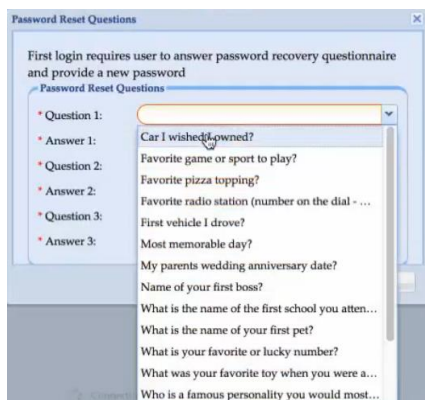 Password Reset Questions
First login requires user to answer password recovery questionnaire
and provide a new password
Password Reset Questions
* Question 1:
* Answer 1:
* Question 2:
* Answer 2:
* Question 3:
* Answer 3:
Car I wished I owned?
Favorite game or sport to play?
Favorite pizza topping?
Favorite radio station (number on the dial - ...
First vehicle I drove?
Most memorable day?
My parents wedding anniversary date?
Name of your first boss?
What is the name of the first school you atten...
What is the name of your first pet?
What is your favorite or lucky number?
What was your favorite toy when you were a...
Who is a famous personality you would most...